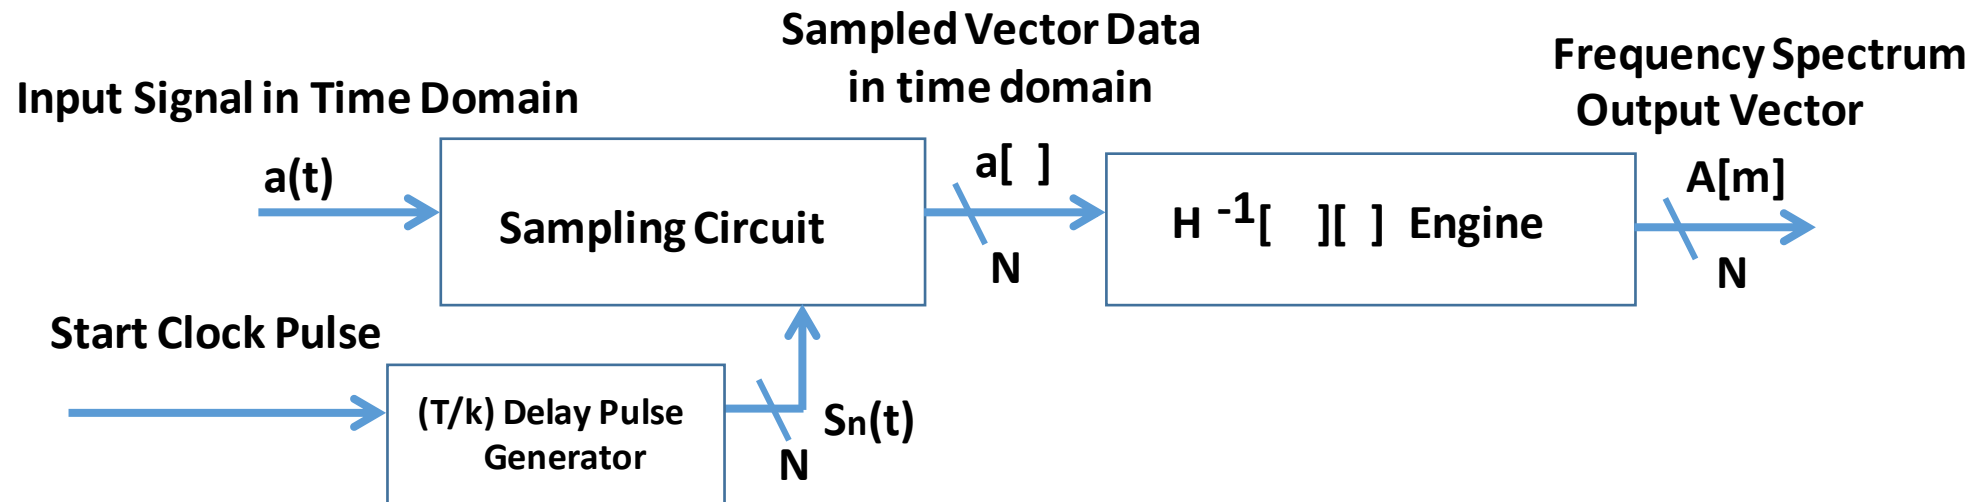 Sampled Vector Data
in time domain
Frequency Spectrum
Output Vector
Input Signal in Time Domain
a(t)
Sampling Circuit
a[ ]
N
H -1[ ][ ] Engine
A[m]
N
Start Clock Pulse
(T/k) Delay Pulse
Generator
N
Sn(t)